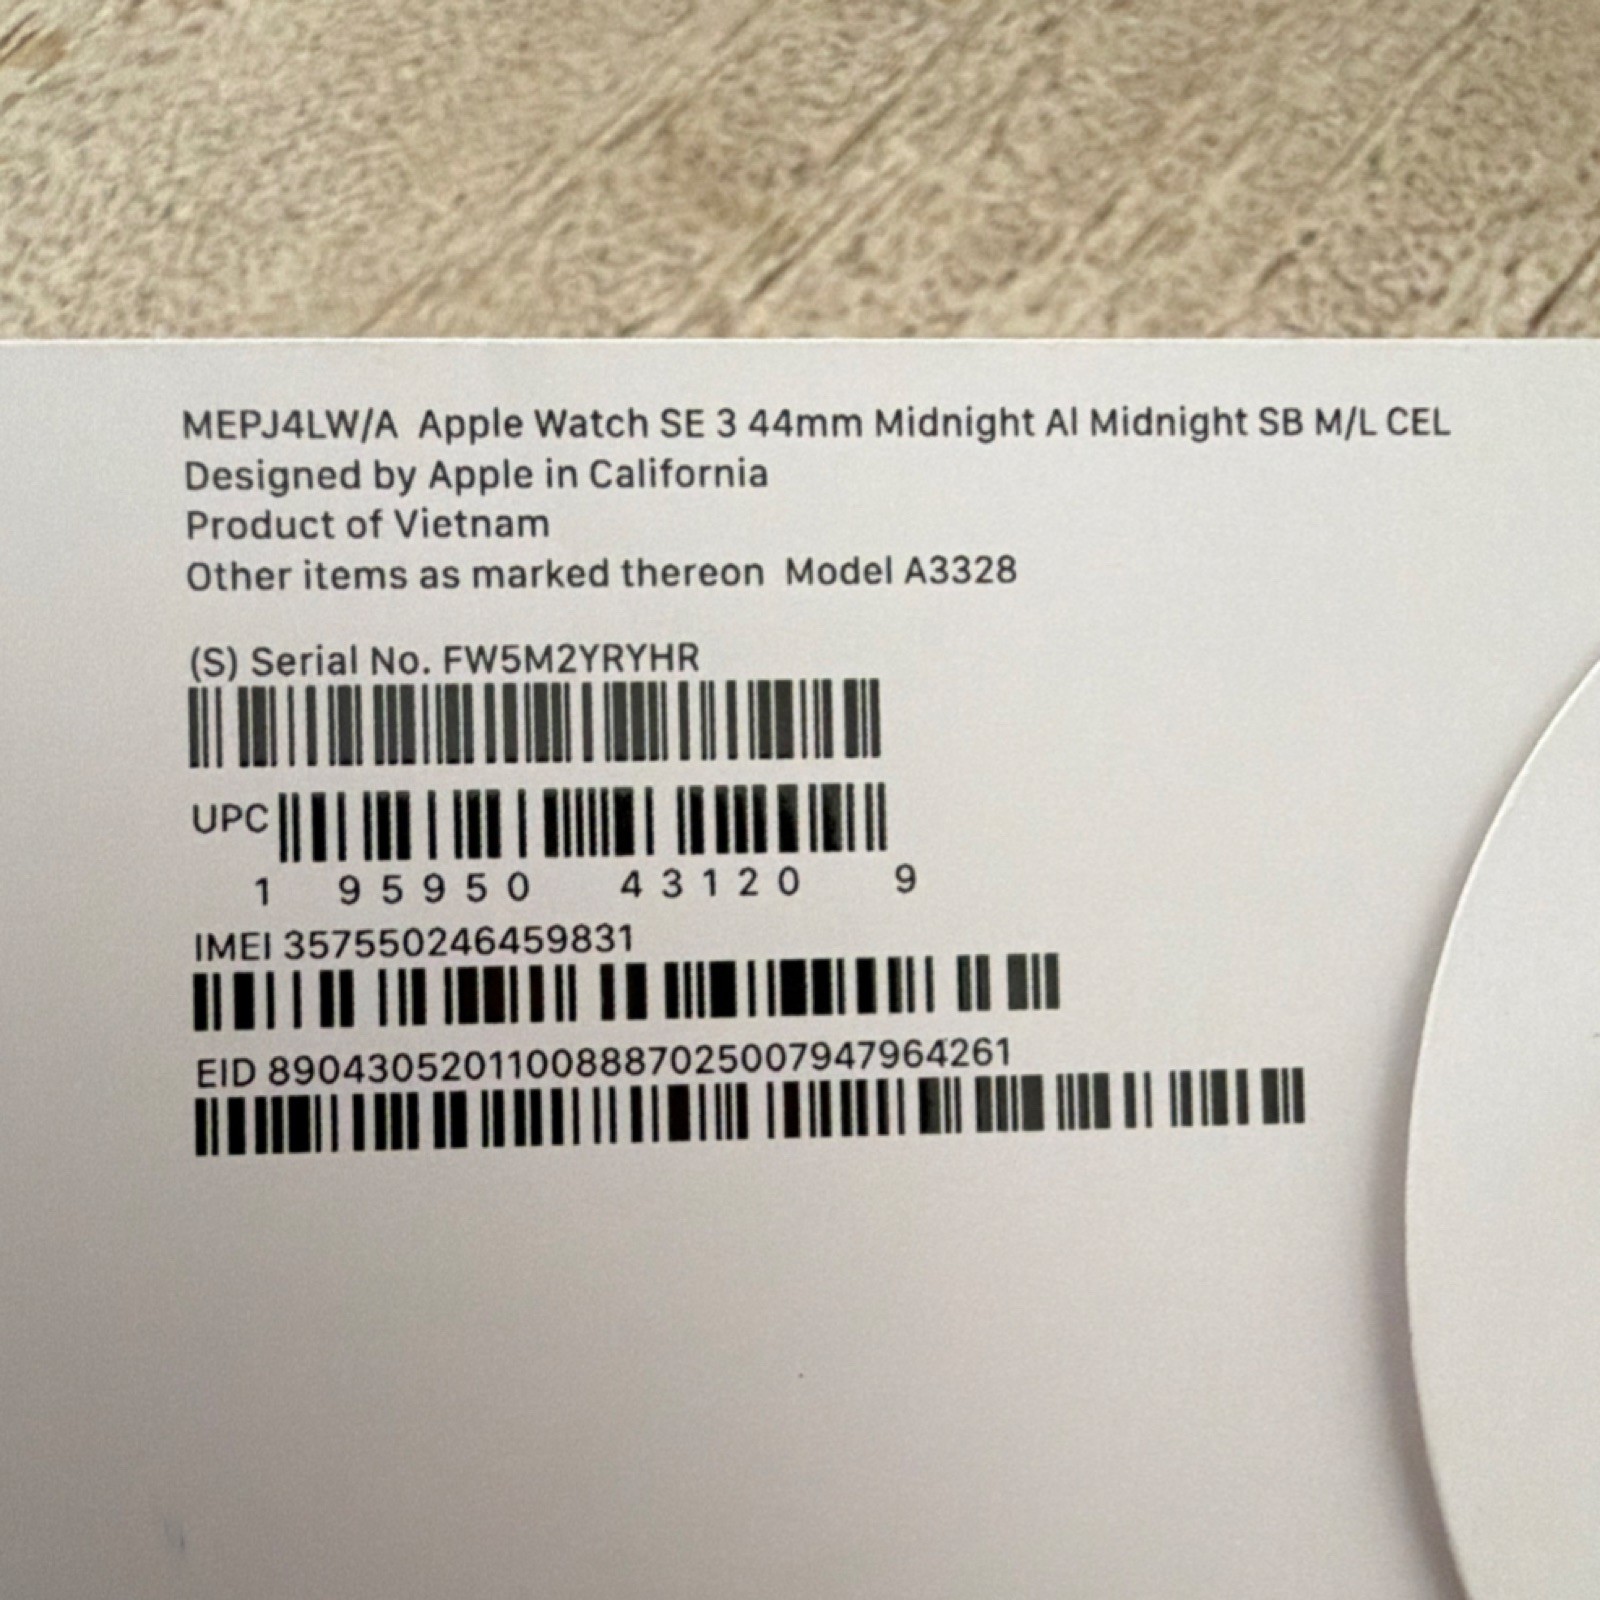 MEPJ4LW/A Apple Watch SE 3 44mm Midnight Al Midnight SB M/L CEL
Designed by Apple in California
Product of Vietnam
Other items as marked thereon Model A3328
(S) Serial No. FW5M2YRYHR
UPC
1 95950 43120 9
IMEI 357550246459831
EID 89043052011008887025007947964261